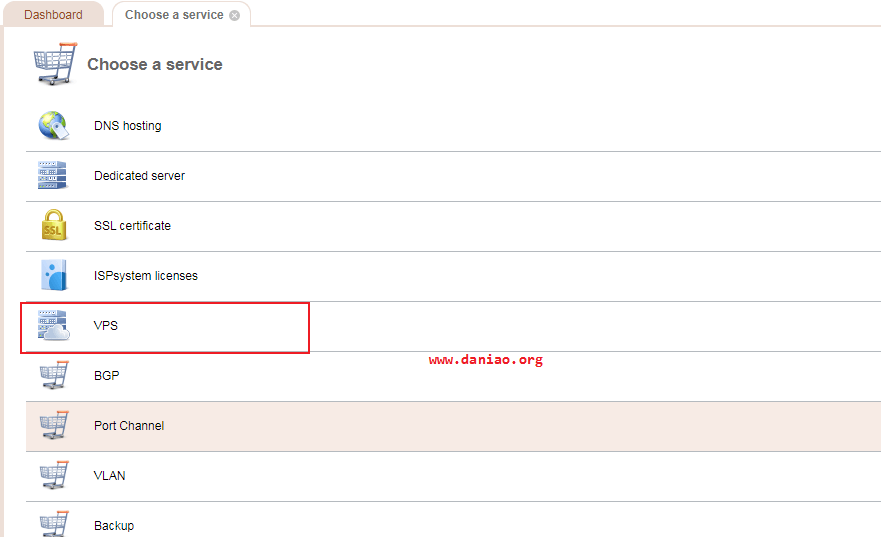 Dashboard
Choose a service
Choose a service
DNS hosting
Dedicated server
SSL
SSL certificate
ISPsystem licenses
VPS
www.daniao.org
BGP
Port Channel
VLAN
Backup